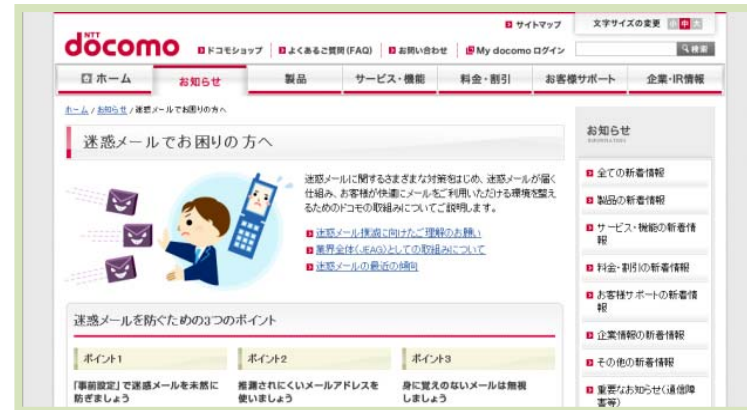 サイトマップ
文字サイズの変更 小 中 大
NTT
döcomo
ドコモショップ
よくあるご質問(FAQ)
お問い合わせ
My docomo ログイン
検索
ホーム
お知らせ
製品
サービス・機能
料金・割引
お客様サポート
企業・IR情報
ホーム / お知らせ / 迷惑メールでお困りの方へ
迷惑メールでお困りの方へ
迷惑メールに関するさまざまな対策をはじめ、迷惑メールが届く
仕組み、お客様が快適にメールをご利用いただける環境を整え
るためのドコモの取組みについてご説明します。
迷惑メール撲滅に向けたご理解のお願い
業界全体(JEAG)としての取組みについて
迷惑メールの最近の傾向
迷惑メールを防ぐための3つのポイント
ポイント1
「事前設定」で迷惑メールを未然に
防ぎましょう
ポイント2
推測されにくいメールアドレスを
使いましょう
ポイント3
身に覚えのないメールは無視
しましょう
お知らせ
INFORMATION
全ての新着情報
製品の新着情報
サービス・機能の新着情
報
料金・割引の新着情報
お客様サポートの新着情
報
企業情報の新着情報
その他の新着情報
重要なお知らせ(通信障
害等)